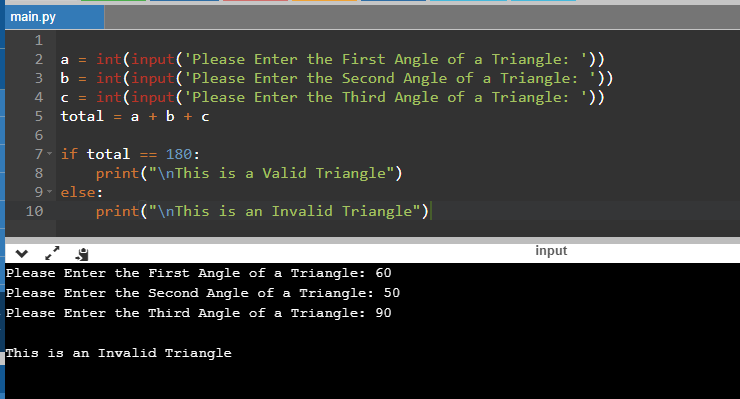 main.py
1
2 a = int(input('Please Enter the First Angle of a Triangle: '))
3 b = int(input('Please Enter the Second Angle of a Triangle: '))
4 c = int(input('Please Enter the Third Angle of a Triangle: '))
5 total = a + b + c
6
7 if total == 180:
8     print("\nThis is a Valid Triangle")
9 else:
10     print("\nThis is an Invalid Triangle")
input
Please Enter the First Angle of a Triangle: 60
Please Enter the Second Angle of a Triangle: 50
Please Enter the Third Angle of a Triangle: 90
This is an Invalid Triangle